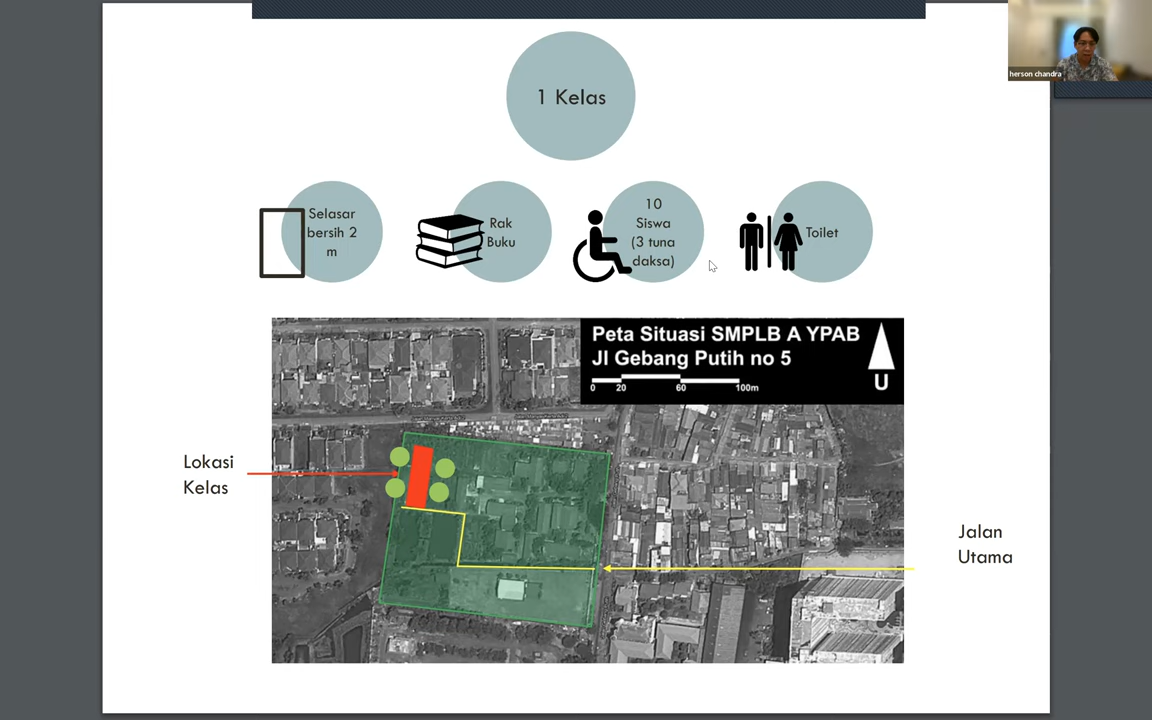 herson chandra
1 Kelas
Selasar
bersih 2
m
Rak
Buku
10
Siswa
(3 tuna
daksa)
Toilet
Peta Situasi SMPLB A YPAB
Jl Gebang Putih no 5
0 20 60 100m
U
Lokasi
Kelas
Jalan
Utama